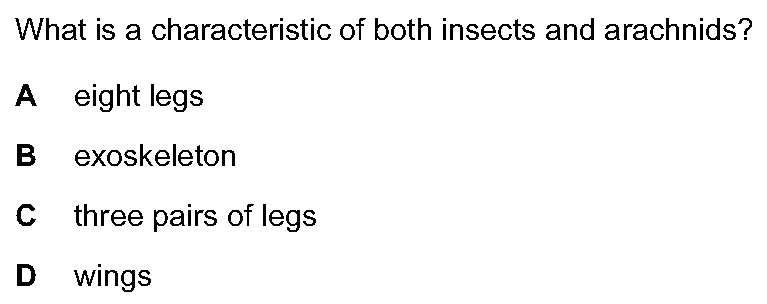 What is a characteristic of both insects and arachnids?
A eight legs
B exoskeleton
C three pairs of legs
D wings